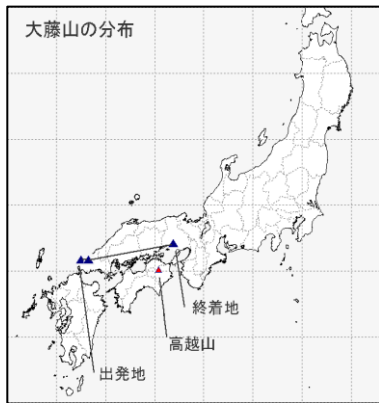 大藤山の分布
終着地
高越山
出発地